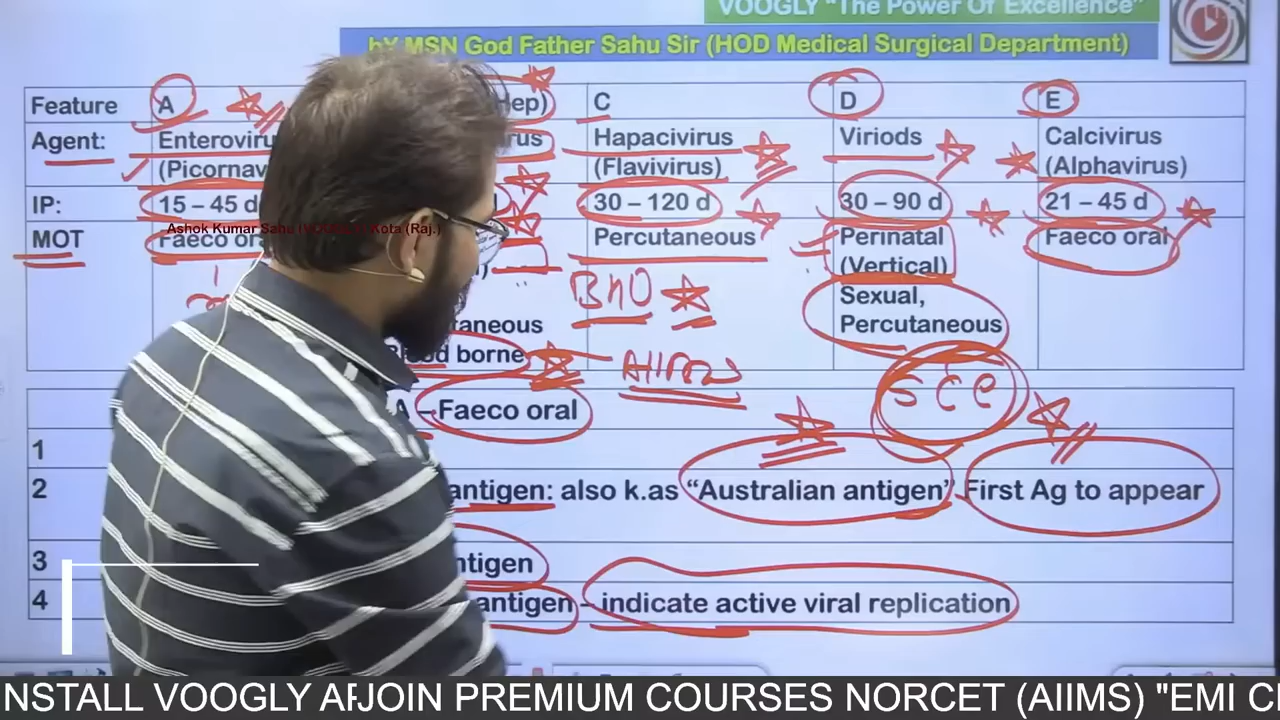 VOOGLY "The Power Of Excellence"
bY MSN God Father Sahu Sir (HOD Medical Surgical Department)
Feature A Hep) C D E
Agent: Enteroviru rus Hapacivirus Viriods Calcivirus
(Picornav (Flavivirus) (Alphavirus)
IP: 15 – 45 d 30 – 120 d 30 – 90 d 21 – 45 d
Ashok Kumar Kota (Raj.)
MOT Faeco ora Percutaneous Perinatal Faeco oral
(Vertical)
Sexual,
taneous Percutaneous
Blood borne
A – Faeco oral
1
2 antigen: also k.as "Australian antigen" First Ag to appear
3 ntigen
4 antigen – indicate active viral replication
NSTALL VOOGLY AP JOIN PREMIUM COURSES NORCET (AIIMS) "EMI C